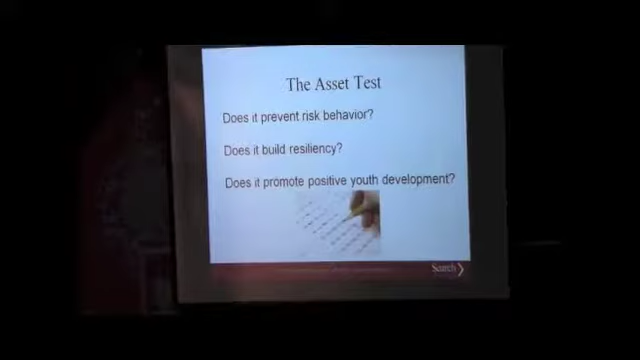 The Asset Test
Does it prevent risk behavior?
Does it build resiliency?
Does it promote positive youth development?
Search